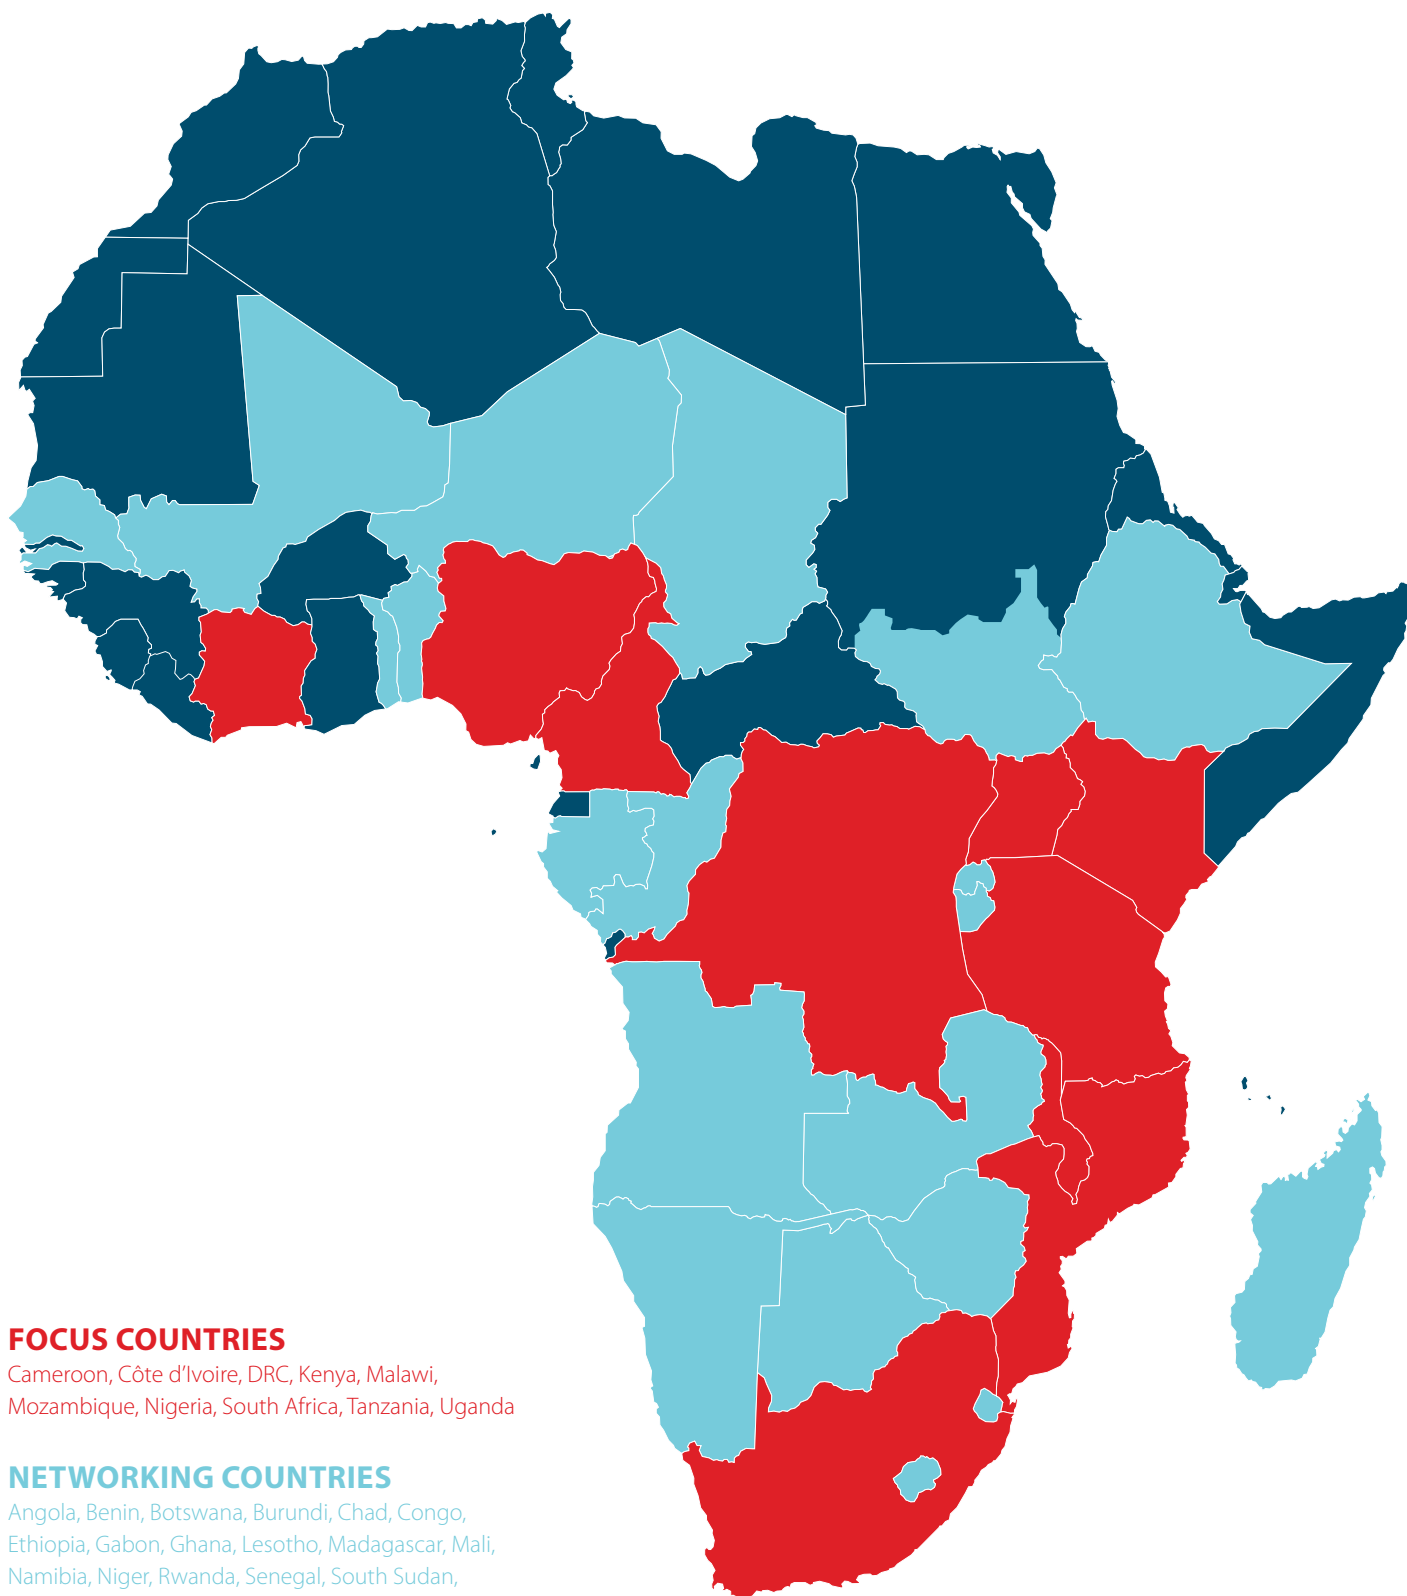 FOCUS COUNTRIES
Cameroon, Côte d’Ivoire, DRC, Kenya, Malawi,
Mozambique, Nigeria, South Africa, Tanzania, Uganda
NETWORKING COUNTRIES
Angola, Benin, Botswana, Burundi, Chad, Congo,
Ethiopia, Gabon, Ghana, Lesotho, Madagascar, Mali,
Namibia, Niger, Rwanda, Senegal, South Sudan,